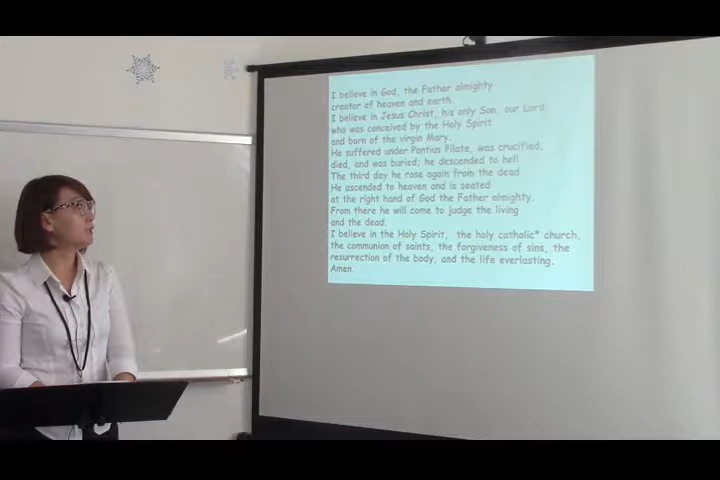 I believe in God, the Father almighty
creator of heaven and earth.
I believe in Jesus Christ, his only Son, our Lord
who was conceived by the Holy Spirit
and born of the virgin Mary.
He suffered under Pontius Pilate, was crucified,
died, and was buried; he descended to hell
The third day he rose again from the dead
He ascended to heaven and is seated
at the right hand of God the Father almighty.
From there he will come to judge the living
and the dead.
I believe in the Holy Spirit, the holy catholic* church,
the communion of saints, the forgiveness of sins, the
resurrection of the body, and the life everlasting.
Amen.